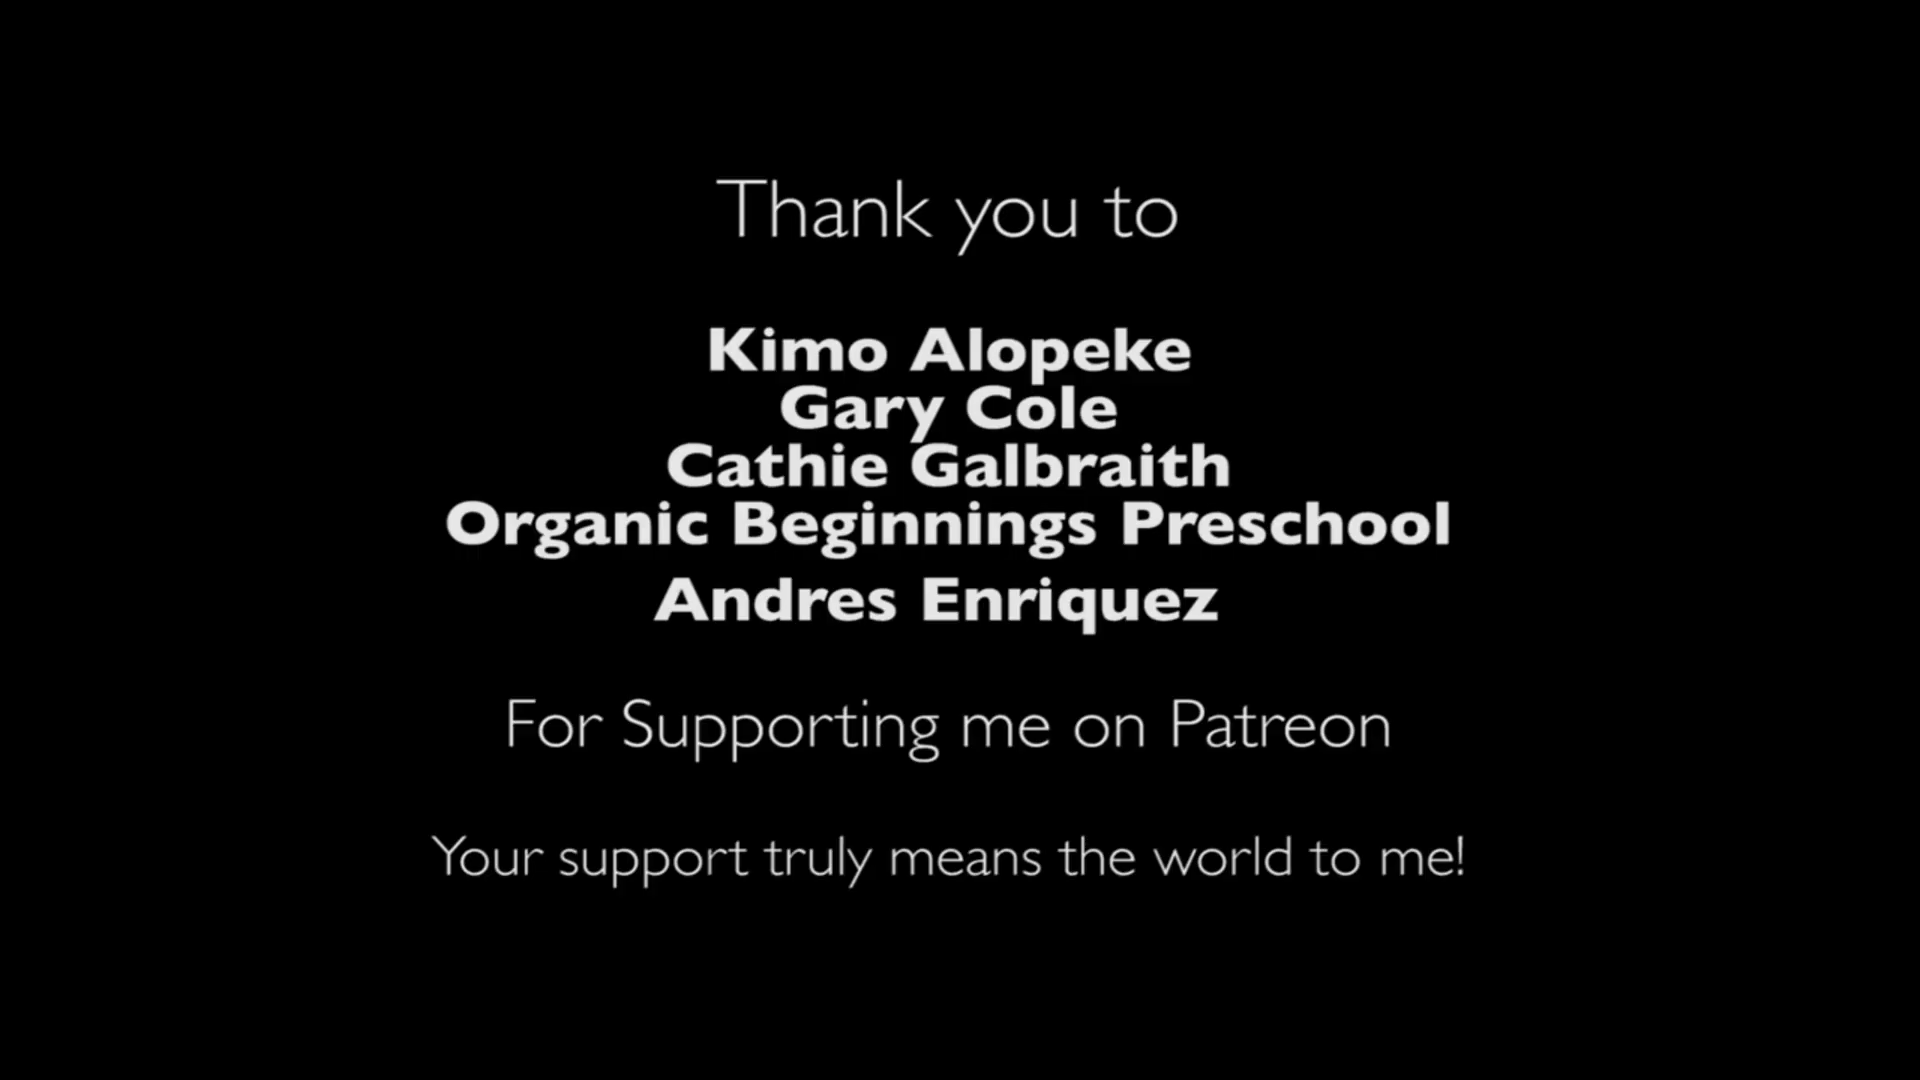 Thank you to
Kimo Alopeke
Gary Cole
Cathie Galbraith
Organic Beginnings Preschool
Andres Enriquez
For Supporting me on Patreon
Your support truly means the world to me!